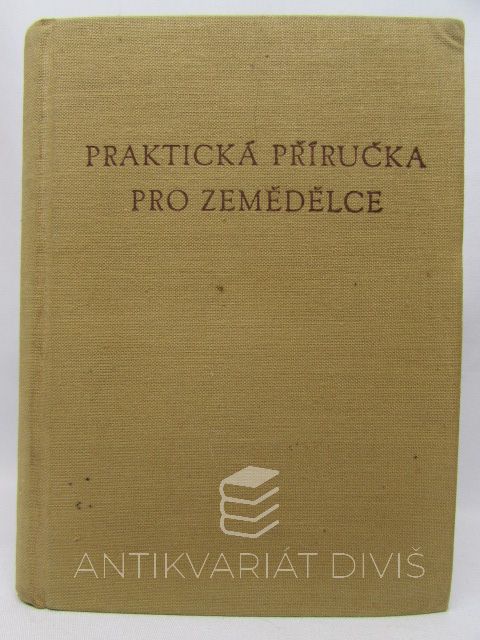 PRAKTICKÁ PŘÍRUČKA
PRO ZEMĚDĚLCE
ANTIKVARIÁT DIVIŠ